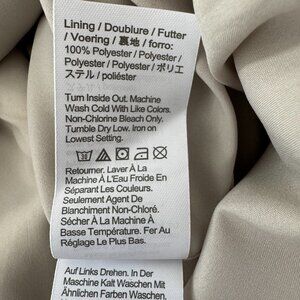 Lining / Doublure / Futter
/ Voering / 裏地 / forro:
100% Polyester / Polyester /
Polyester / Polyester / ポリエ
ステル / poliéster
Turn Inside Out. Machine
Wash Cold With Like Colors.
Non-Chlorine Bleach Only.
Tumble Dry Low. Iron on
Lowest Setting.
Retourner. Laver À La
Machine À L'Eau Froide En
Séparant Les Couleurs.
Seulement Agent De
Blanchiment Non-Chloré.
Sécher À La Machine À
Basse Température. Fer Au
Réglage Le Plus Bas.
Auf Links Drehen. In Der
Machine Kalt Waschen Mit
Ähnlichen Farben Waschen.